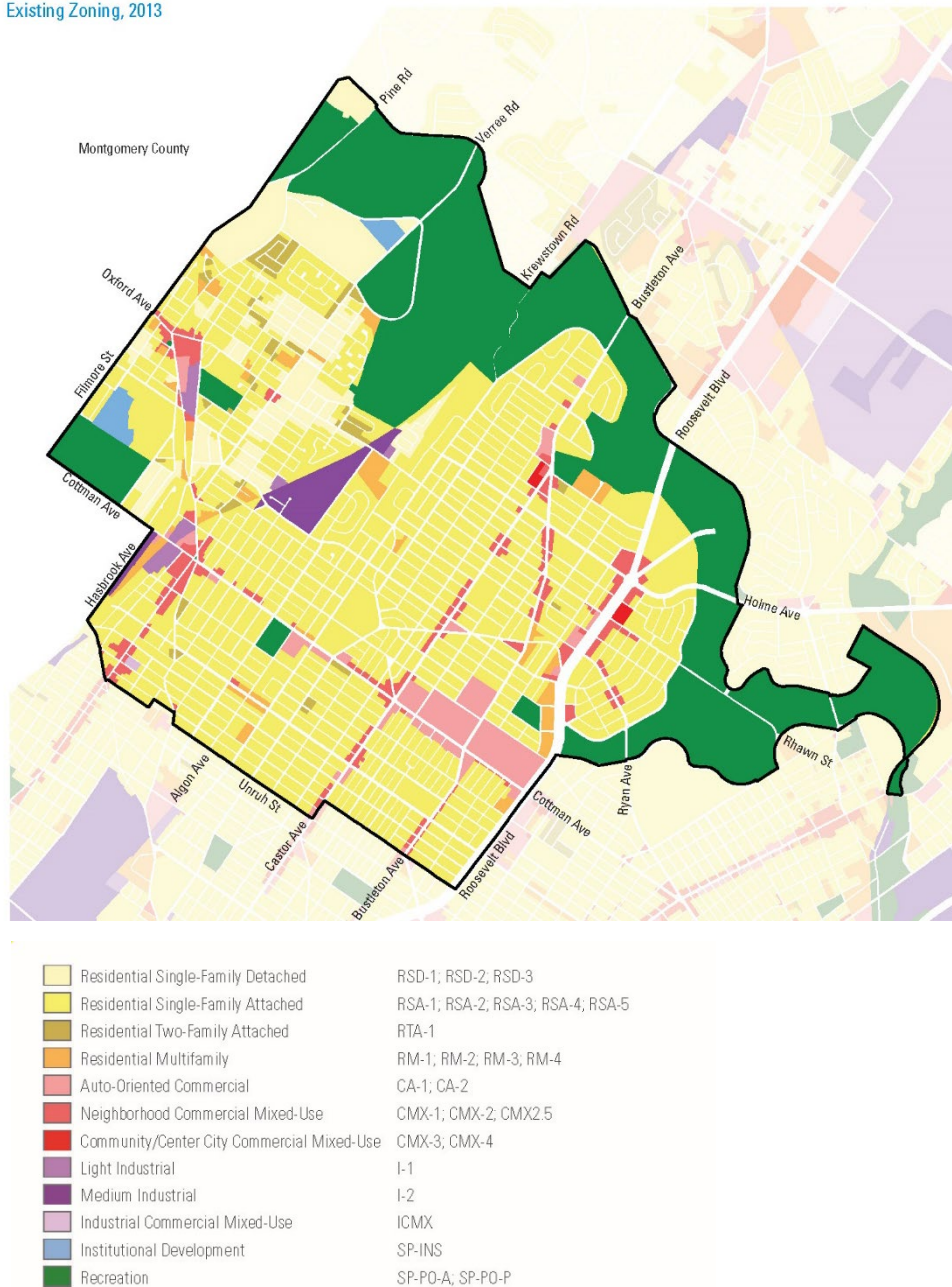 Existing Zoning, 2013
Pine Rd
Verree Rd
Montgomery County
Krewstown Rd
Bustleton Ave
Oxford Ave
Roosevelt Blvd
Filmore St
Cottman Ave
Hasbrook Ave
Holme Ave
Rhawn St
Algon Ave
Unruh St
Ryan Ave
Cottman Ave
Castor Ave
Roosevelt Blvd
Bustleton Ave
Residential Single-Family Detached RSD-1; RSD-2; RSD-3
Residential Single-Family Attached RSA-1; RSA-2; RSA-3; RSA-4; RSA-5
Residential Two-Family Attached RTA-1
Residential Multifamily RM-1; RM-2; RM-3; RM-4
Auto-Oriented Commercial CA-1; CA-2
Neighborhood Commercial Mixed-Use CMX-1; CMX-2; CMX2.5
Community/Center City Commercial Mixed-Use CMX-3; CMX-4
Light Industrial I-1
Medium Industrial I-2
Industrial Commercial Mixed-Use ICMX
Institutional Development SP-INS
Recreation SP-PO-A; SP-PO-P